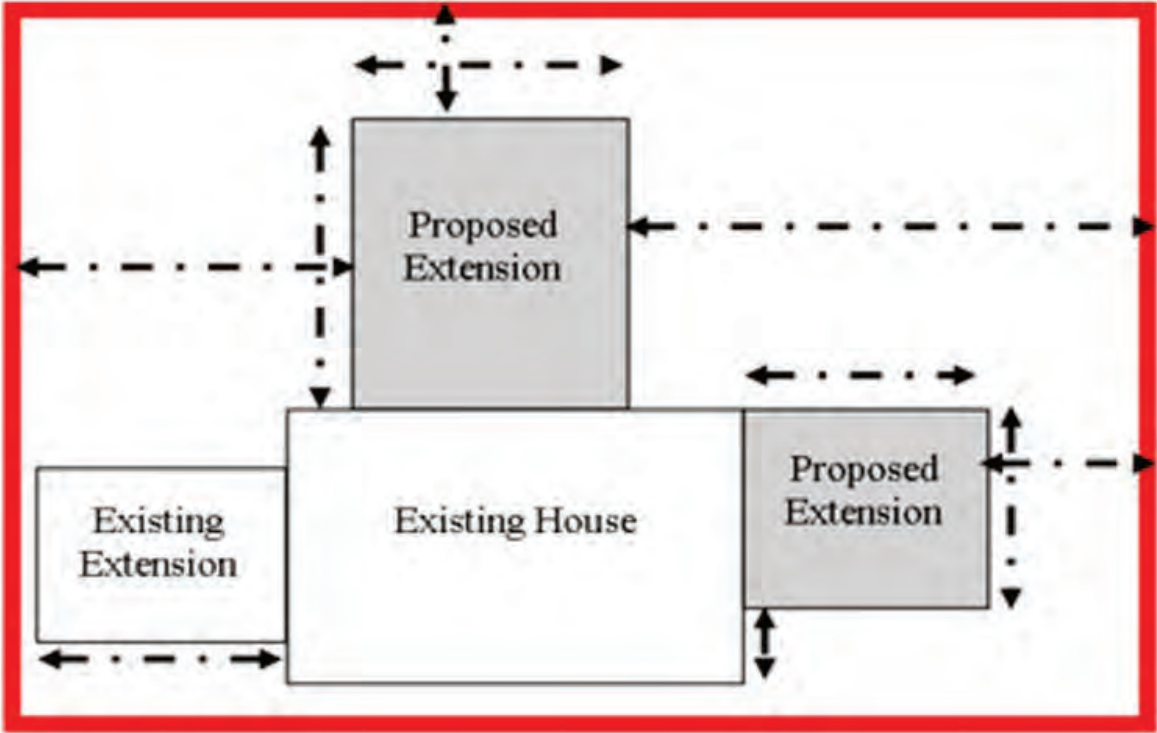 Proposed
Extension
Proposed
Extension
Existing
Extension
Existing House